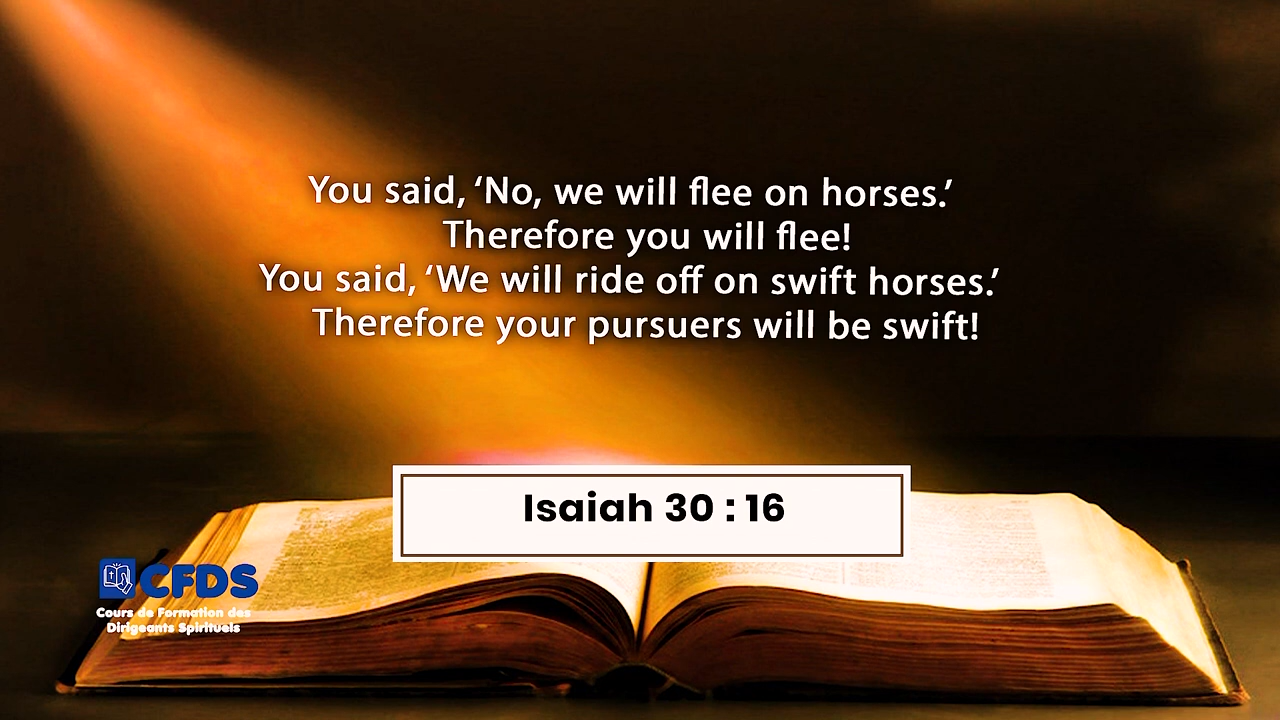 You said, ‘No, we will flee on horses.’
Therefore you will flee!
You said, ‘We will ride off on swift horses.’
Therefore your pursuers will be swift!
Isaiah 30 : 16
CFDS
Cours de Formation des
Dirigeants Spirituels